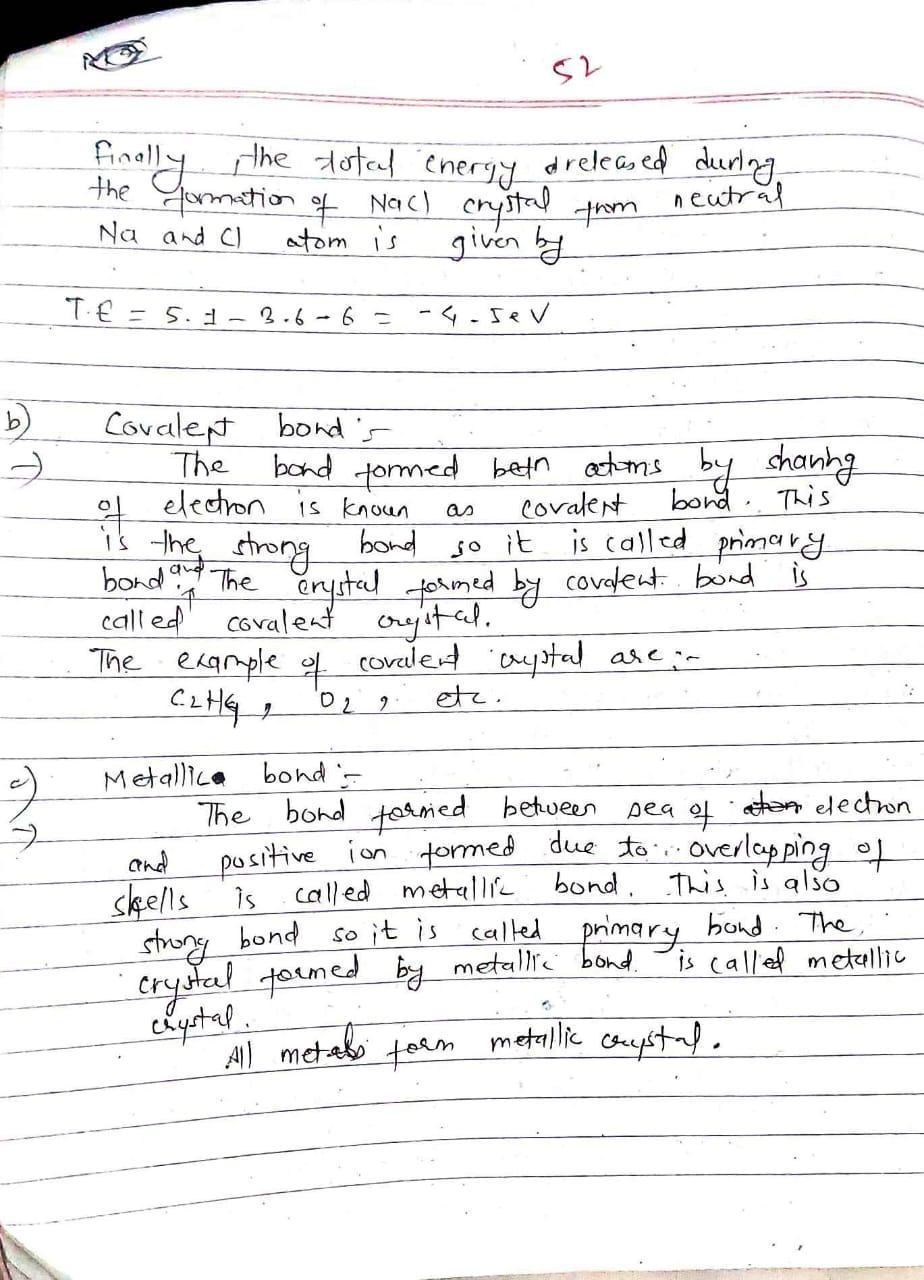 52
Finally, the total energy released during
the formation of NaCl crystal from neutral
Na and Cl atom is given by
T.E = 5.1 - 3.6 - 6 = -4.5eV
b) Covalent bond :-
→ The bond formed betn atoms by sharing
of electron is known as covalent bond. This
is the strong bond so it is called primary
bond. and The crystal formed by covalent bond is
called covalent crystal.
The example of covalent crystal are :-
C2H4, O2, etc.
c) Metallic bond :-
→ The bond formed between sea of electron
and positive ion formed due to overlapping of
shells is called metallic bond. This is also
strong bond so it is called primary bond. The
crystal formed by metallic bond is called metallic
crystal.
All metals form metallic crystal.